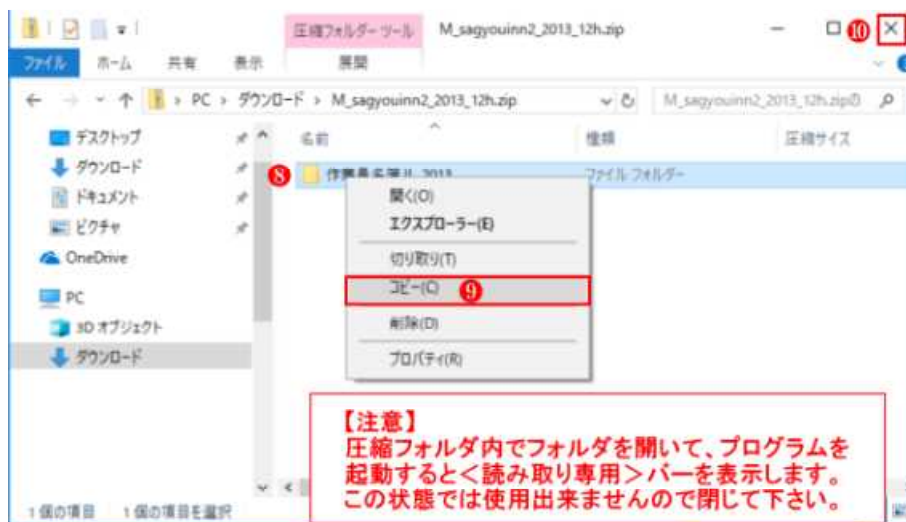 圧縮フォルダー ツール
M_sagyouinn2_2013_12h.zip
⑩
ファイル
ホーム
共有
表示
展開
PC › ダウンロード › M_sagyouinn2_2013_12h.zip
M_sagyouinn2_2013_12h.zipの
デスクトップ
ダウンロード
ドキュメント
ピクチャ
OneDrive
PC
3D オブジェクト
ダウンロード
名前
種類
圧縮サイズ
⑧
2013
ファイル フォルダー
開く(O)
エクスプローラー(E)
切り取り(T)
コピー(C)
⑨
削除(D)
プロパティ(R)
【注意】
圧縮フォルダ内でフォルダを開いて、プログラムを
起動すると<読み取り専用>バーを表示します。
この状態では使用出来ませんので閉じて下さい。
1 個の項目
1 個の項目を選択